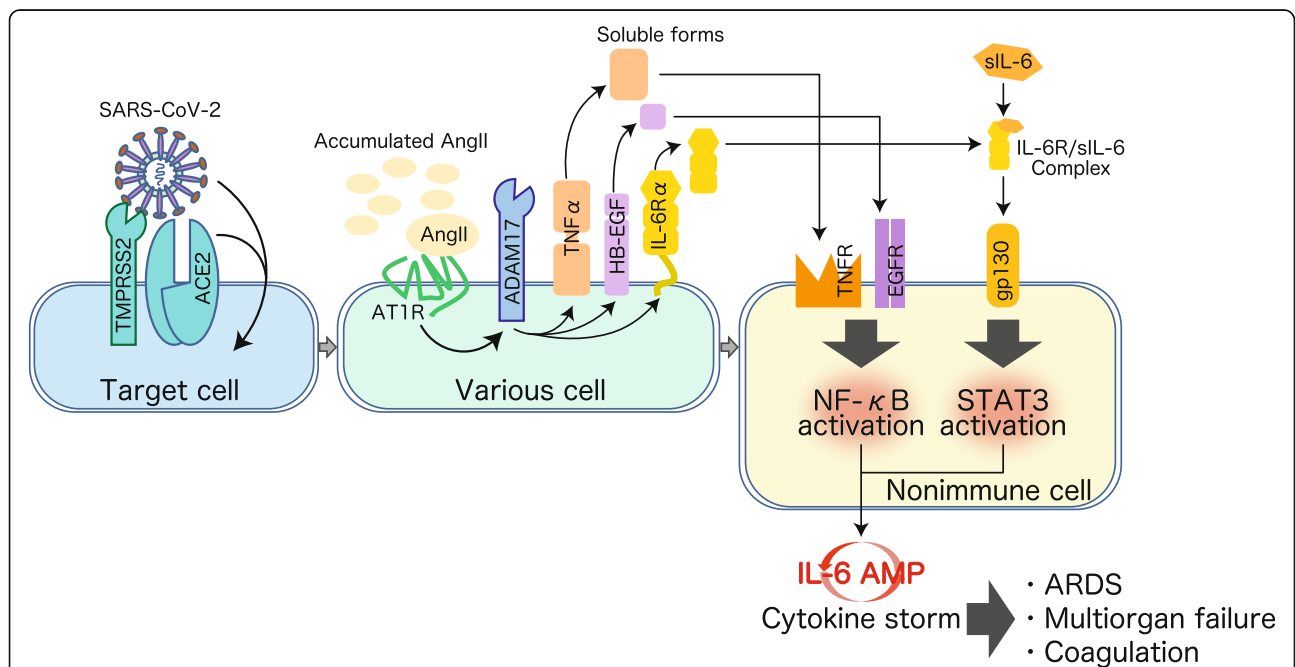 Soluble forms
sIL-6
SARS-CoV-2
Accumulated AngII
IL-6R/sIL-6
Complex
AngII
TMPRSS2
ACE2
AT1R
ADAM17
TNFα
HB-EGF
IL-6Rα
TNFR
EGFR
gp130
Target cell
Various cell
NF-κB
activation
STAT3
activation
Nonimmune cell
IL-6 AMP
Cytokine storm
・ARDS
・Multiorgan failure
・Coagulation